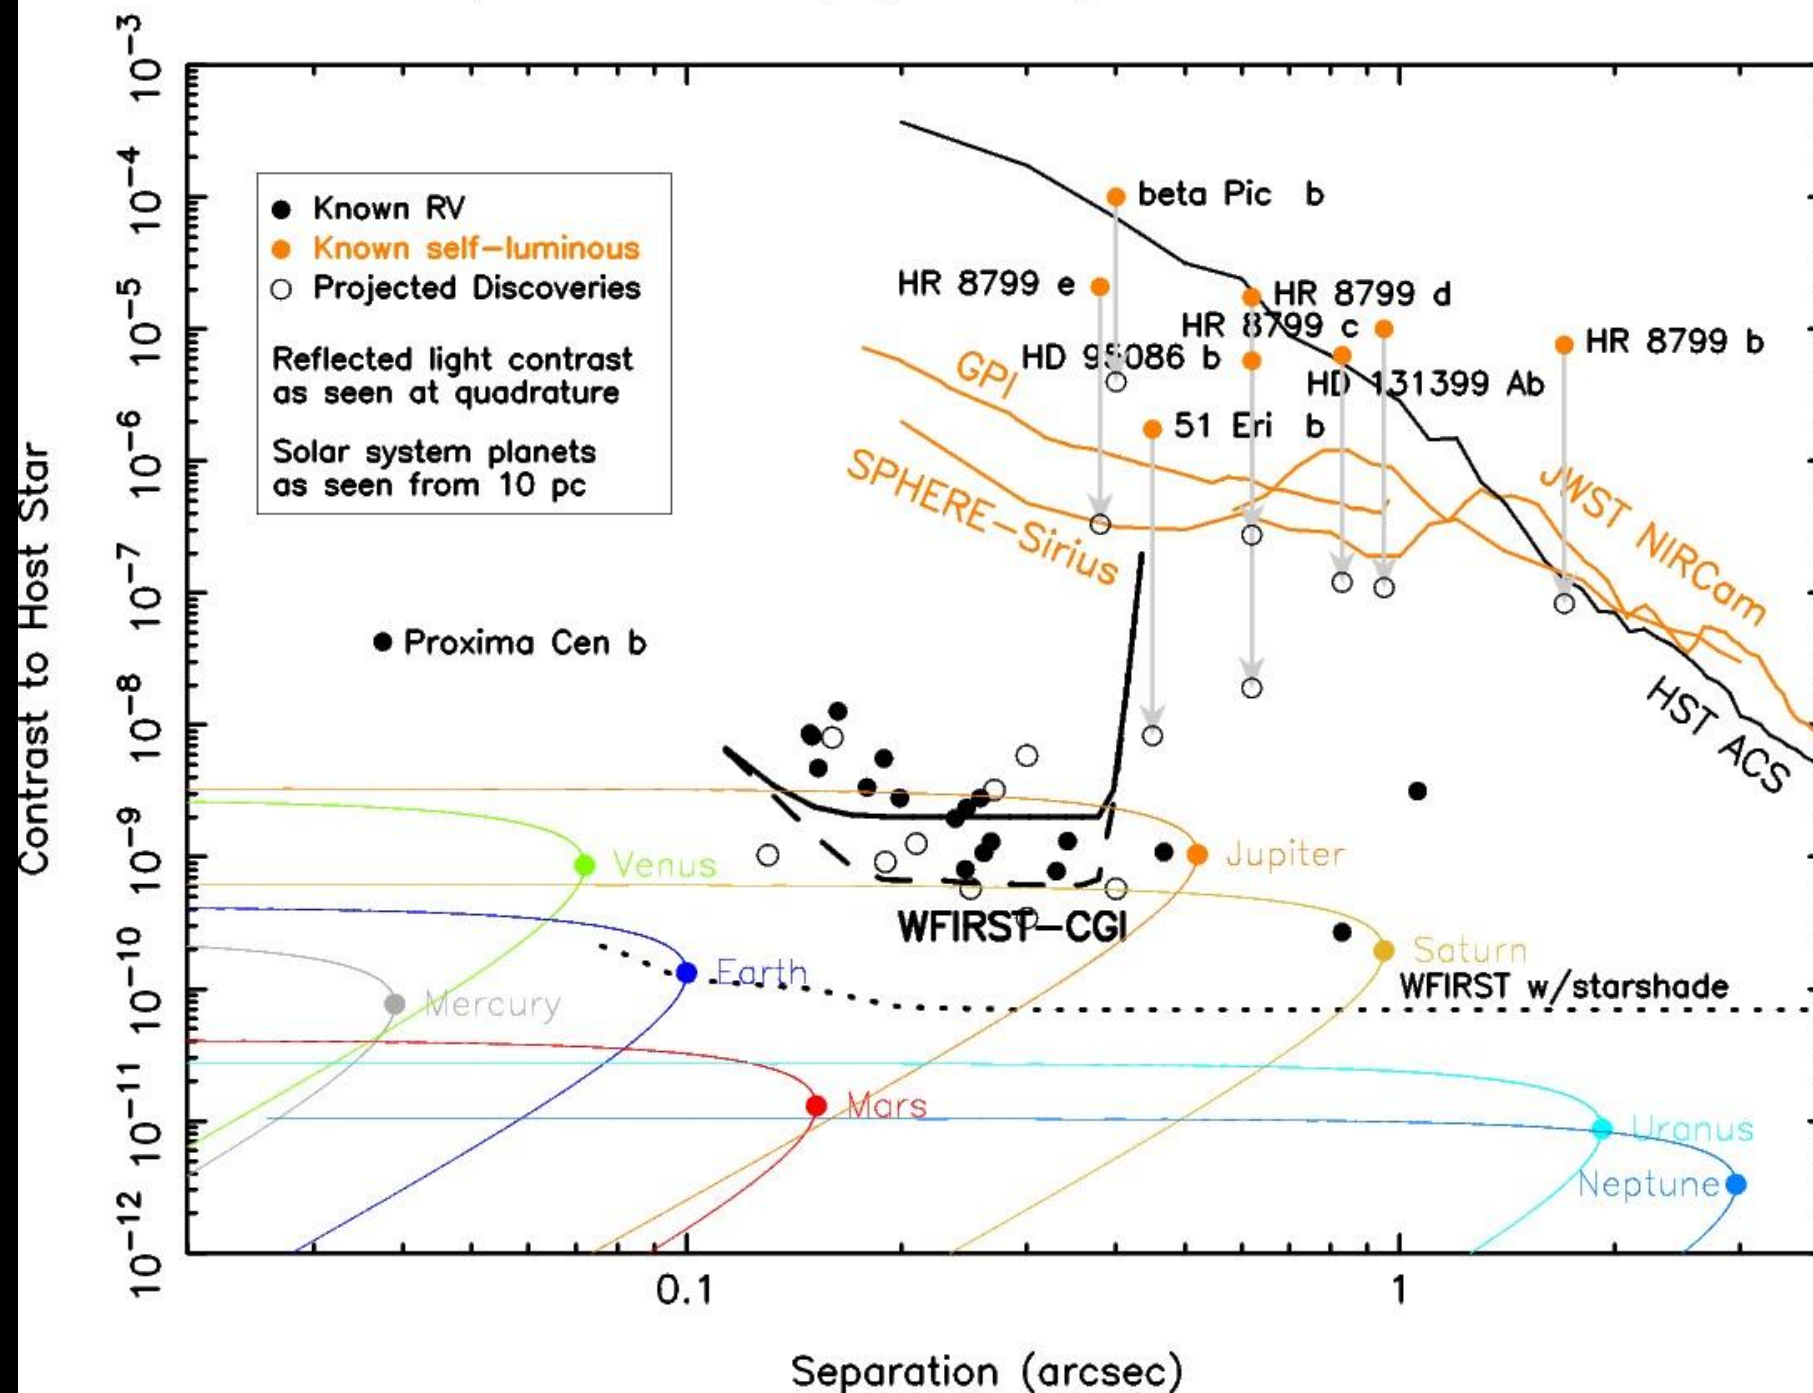 10−3
10−4
10−5
10−6
10−7
10−8
10−9
10−10
10−11
10−12
Contrast to Host Star
Known RV
Known self−luminous
Projected Discoveries
Reflected light contrast
as seen at quadrature
Solar system planets
as seen from 10 pc
beta Pic b
HR 8799 e
HR 8799 d
HR 8799 c
HR 8799 b
HD 95086 b
HD 131399 Ab
51 Eri b
GPI
SPHERE−Sirius
JWST NIRCam
HST ACS
Proxima Cen b
Venus
Jupiter
WFIRST−CGI
Saturn
Earth
WFIRST w/starshade
Mercury
Mars
Uranus
Neptune
0.1
1
Separation (arcsec)